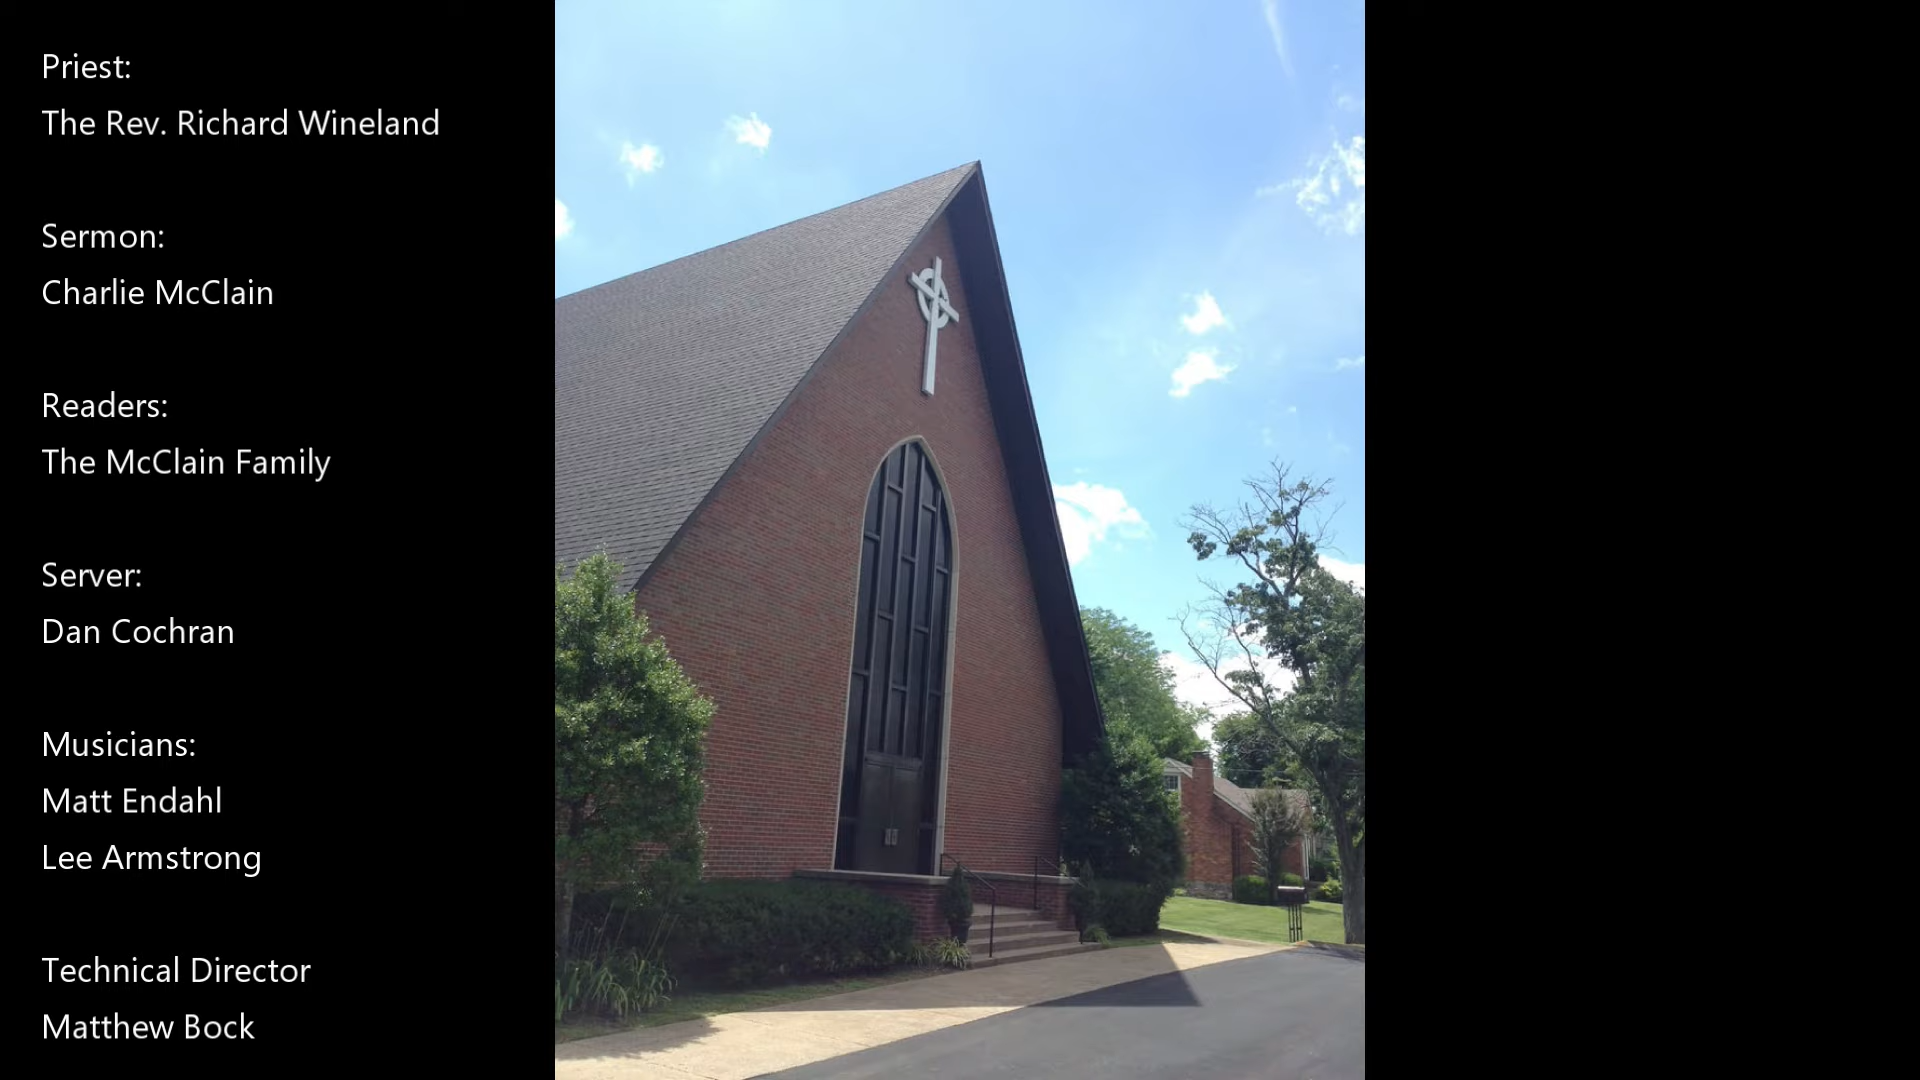 Priest:
The Rev. Richard Wineland
Sermon:
Charlie McClain
Readers:
The McClain Family
Server:
Dan Cochran
Musicians:
Matt Endahl
Lee Armstrong
Technical Director
Matthew Bock